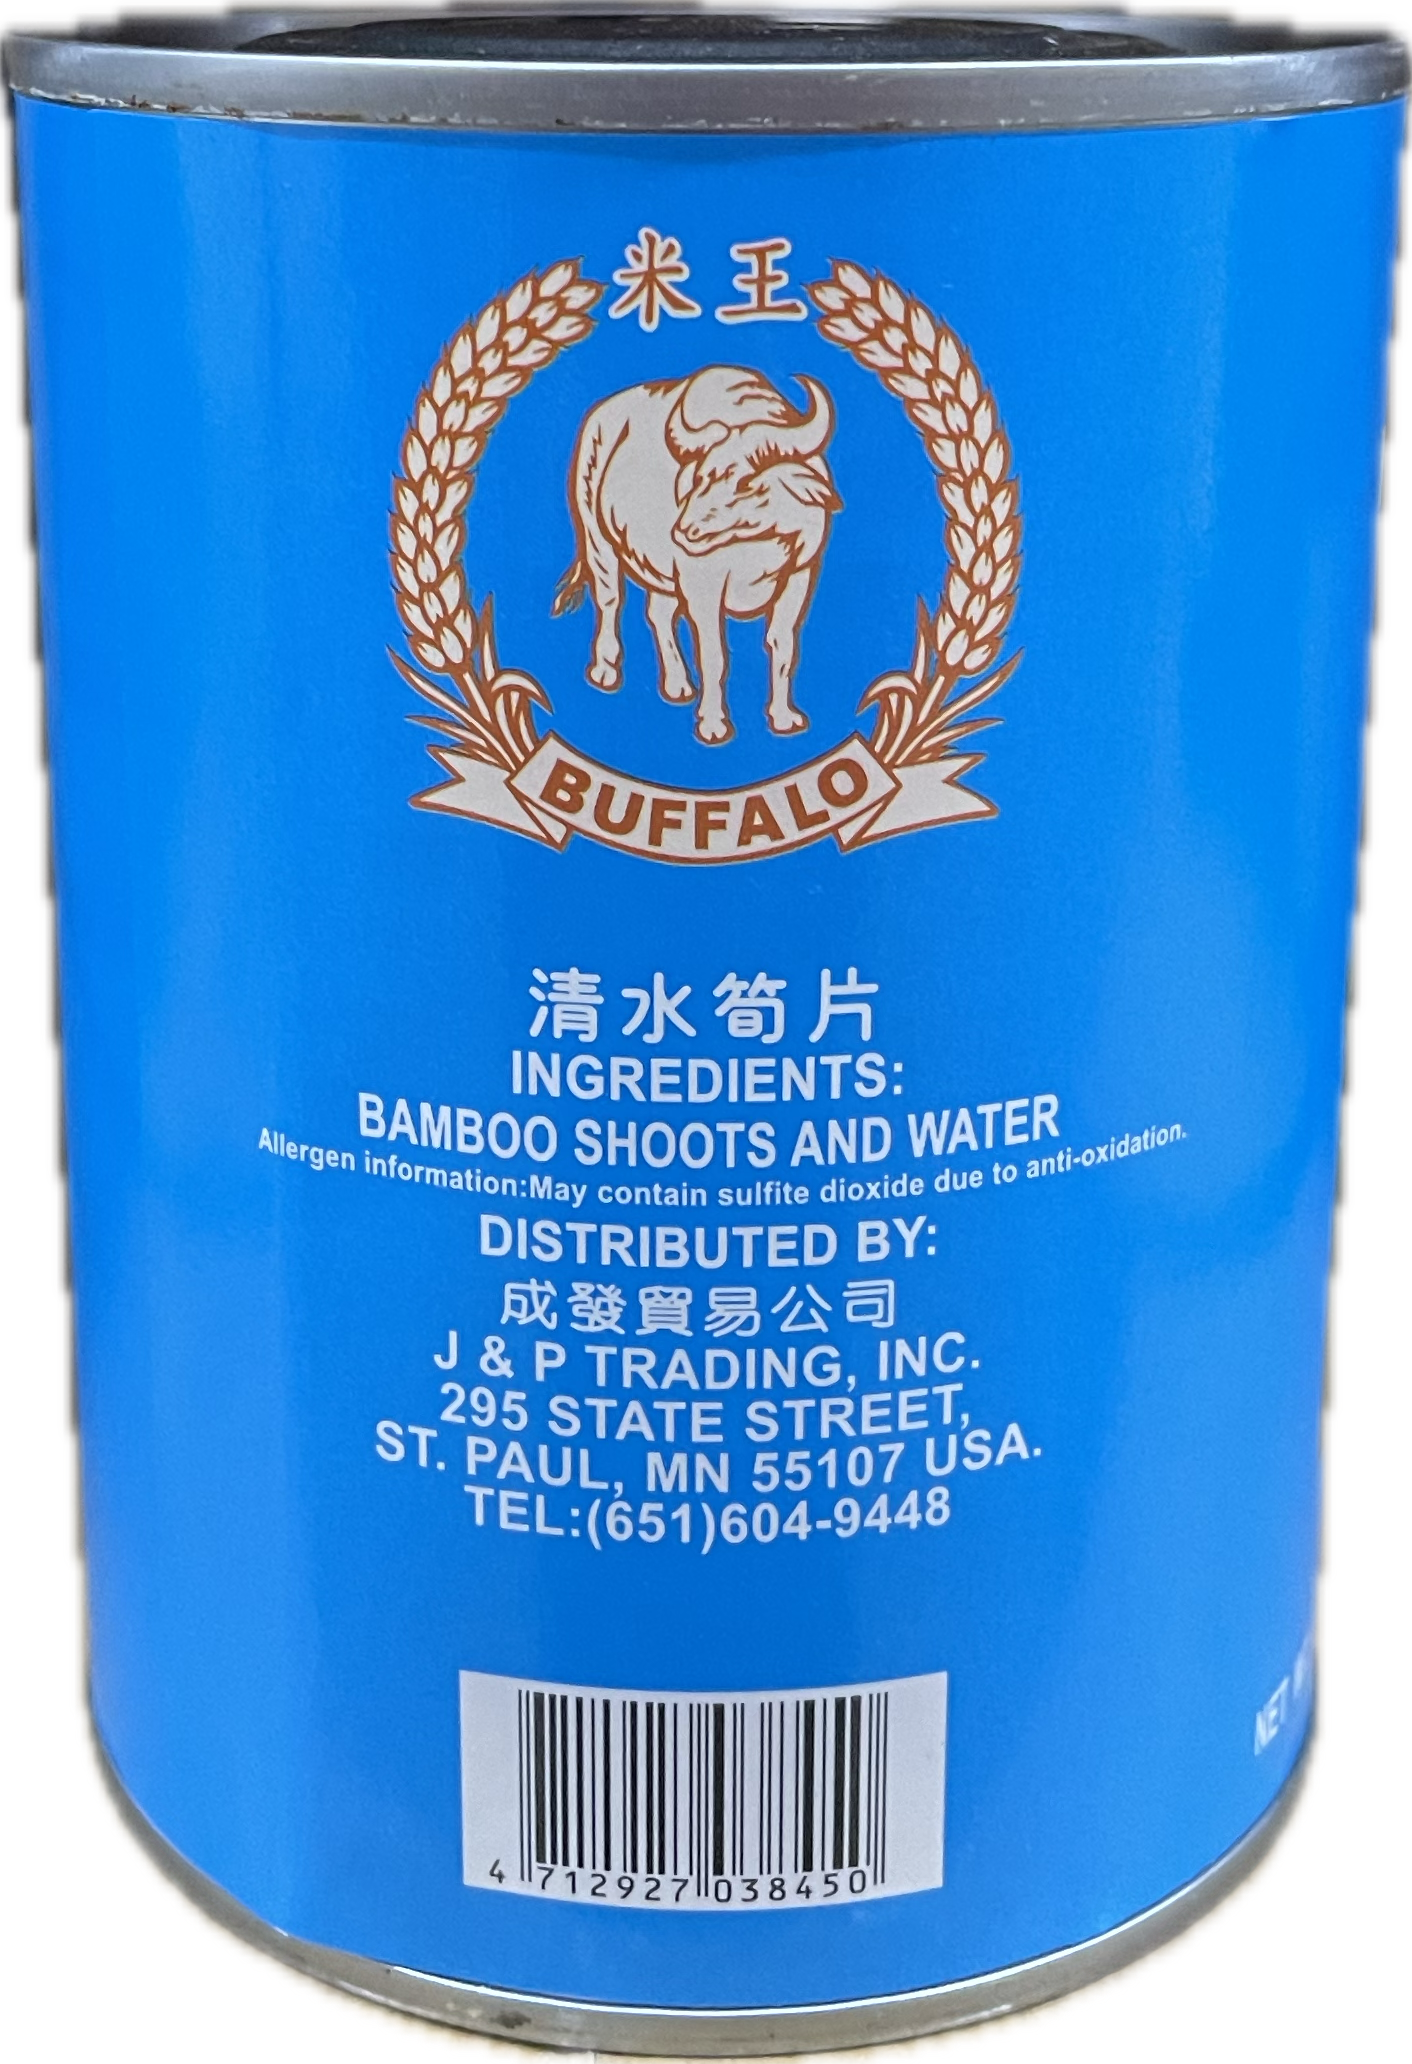 米王
BUFFALO
清水筍片
INGREDIENTS:
BAMBOO SHOOTS AND WATER
Allergen information:May contain sulfite dioxide due to anti-oxidation.
DISTRIBUTED BY:
成發貿易公司
J & P TRADING, INC.
295 STATE STREET,
ST. PAUL, MN 55107 USA.
TEL:(651)604-9448
4 712927 038450
NET